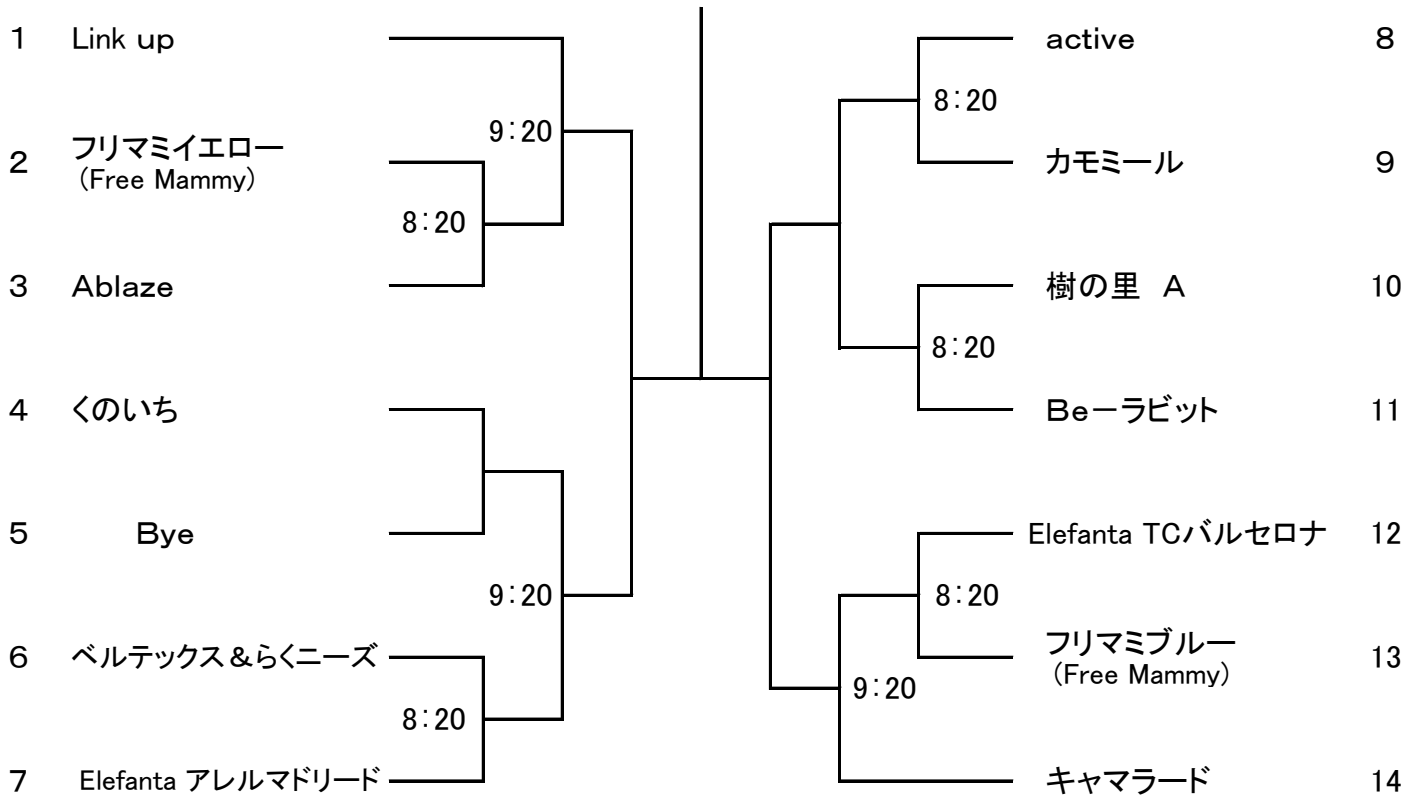 1 Link up
9:20
2 フリマミイエロー
(Free Mammy)
8:20
3 Ablaze
4 くのいち
5 Bye
9:20
6 ベルテックス&らくニーズ
8:20
7 Elefanta アレルマドリード
active 8
8:20
カモミール 9
樹の里 A 10
8:20
Be-ラビット 11
Elefanta TCバルセロナ 12
8:20
フリマミブルー 13
(Free Mammy)
9:20
キャマラード 14